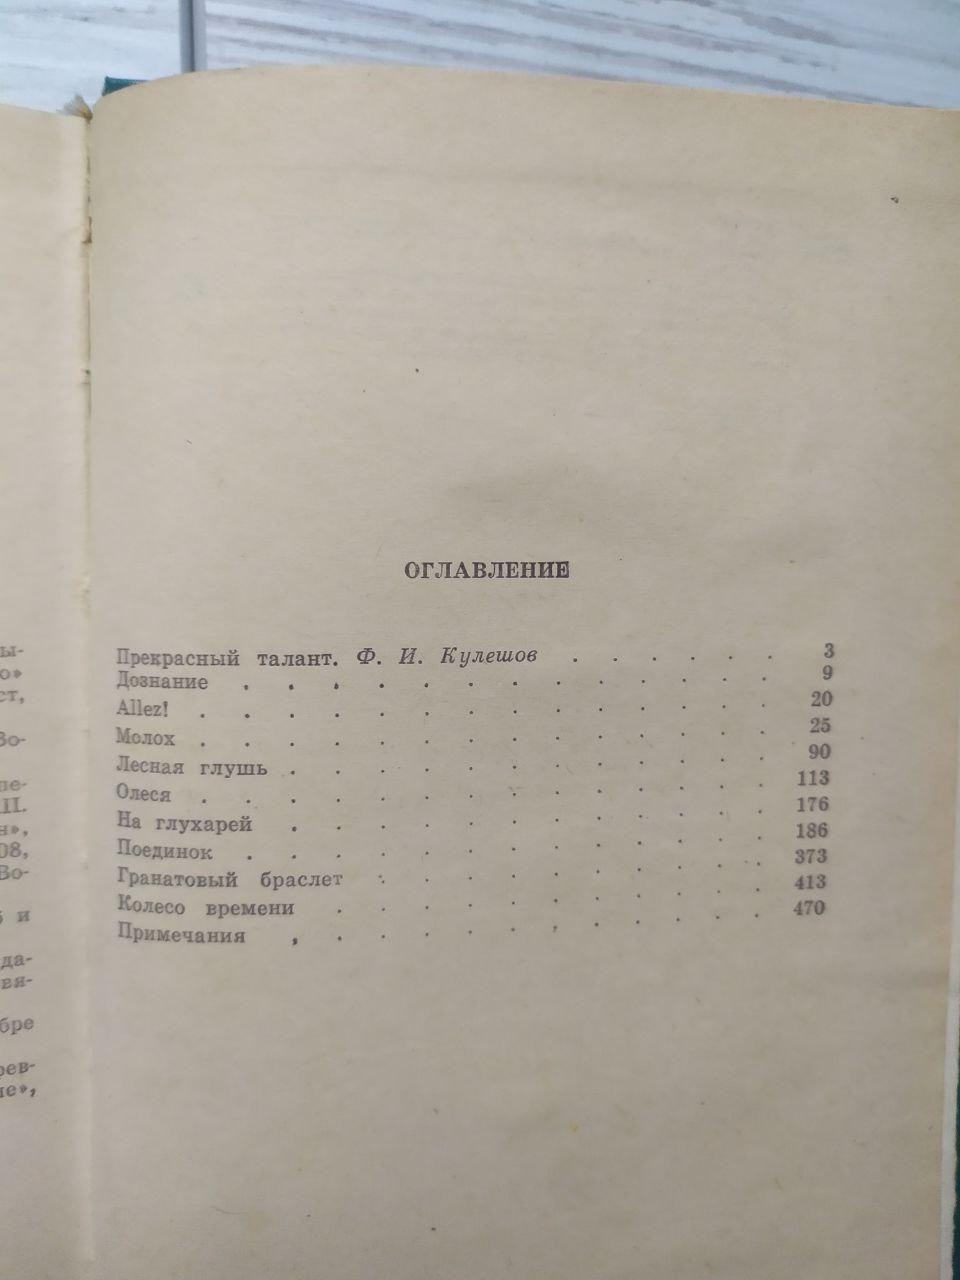 ОГЛАВЛЕНИЕ
Прекрасный талант. Ф. И. Кулешов . . . . . . 3
Дознание . . . . . . . . . . . . . 9
Allez! . . . . . . . . . . . . . . 20
Молох . . . . . . . . . . . . . . 25
Лесная глушь . . . . . . . . . . . . 90
Олеся . . . . . . . . . . . . . . 113
На глухарей . . . . . . . . . . . . 176
Поединок . . . . . . . . . . . . . 186
Гранатовый браслет . . . . . . . . . . 373
Колесо времени . . . . . . . . . . . 413
Примечания . . . . . . . . . . . . 470